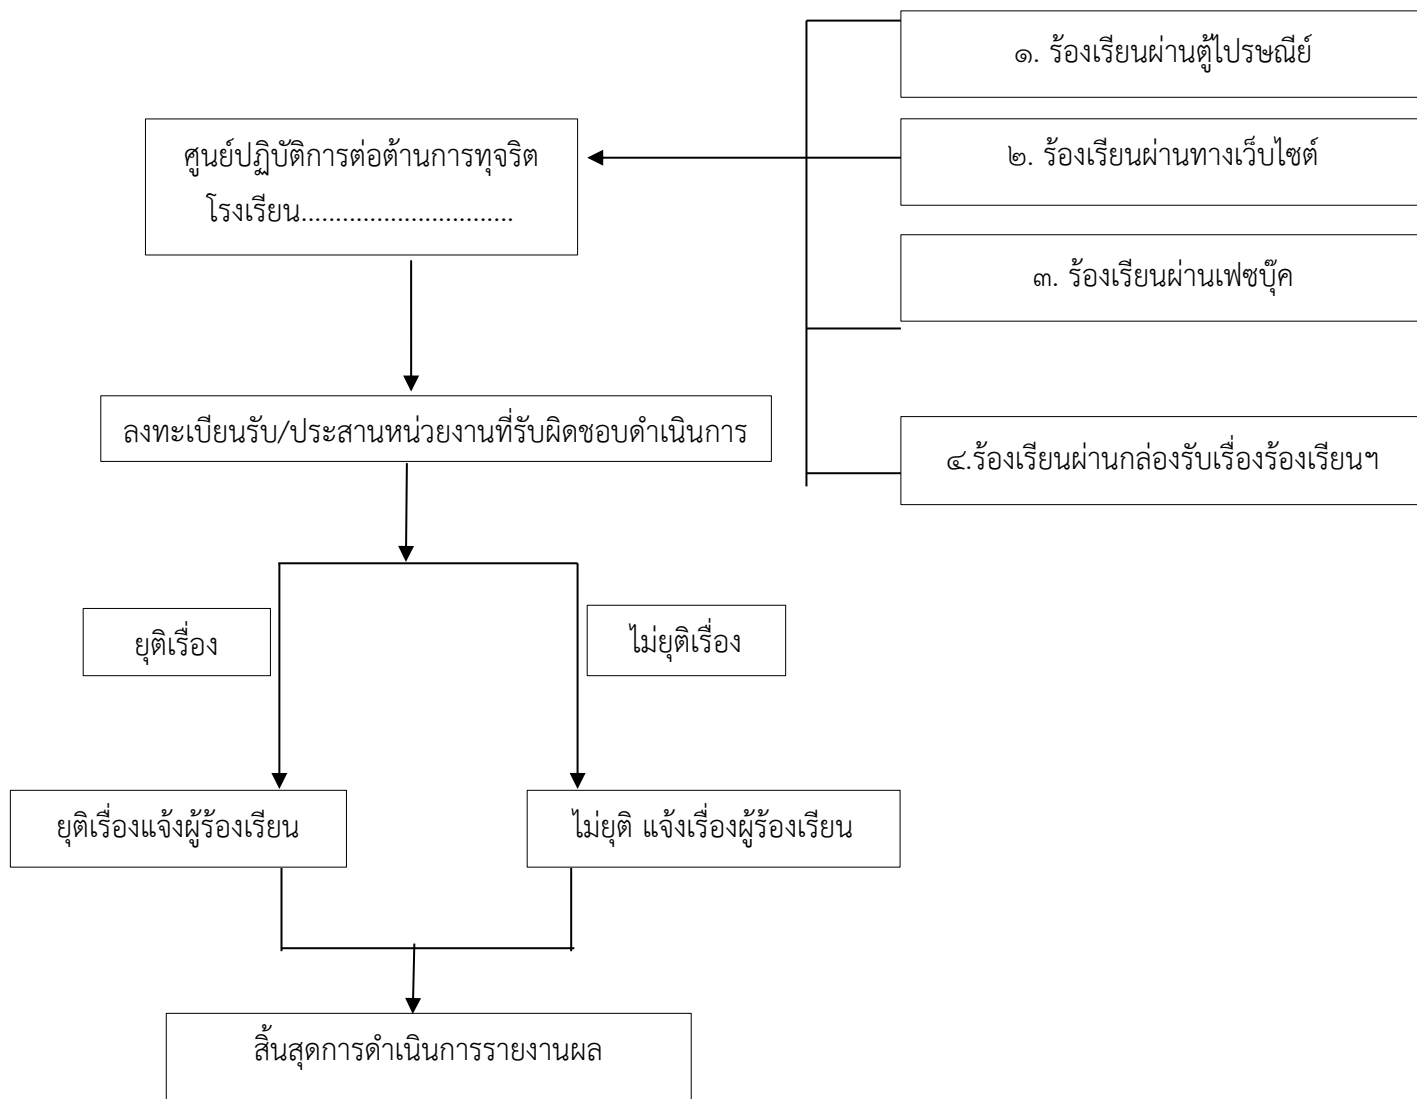 ๑. ร้องเรียนผ่านตู้ไปรษณีย์
ศูนย์ปฏิบัติการต่อต้านการทุจริต
โรงเรียน...............................
๒. ร้องเรียนผ่านทางเว็บไซต์
๓. ร้องเรียนผ่านเฟซบุ๊ค
ลงทะเบียนรับ/ประสานหน่วยงานที่รับผิดชอบดำเนินการ
๔.ร้องเรียนผ่านกล่องรับเรื่องร้องเรียนฯ
ยุติเรื่อง
ไม่ยุติเรื่อง
ยุติเรื่องแจ้งผู้ร้องเรียน
ไม่ยุติ แจ้งเรื่องผู้ร้องเรียน
สิ้นสุดการดำเนินการรายงานผล